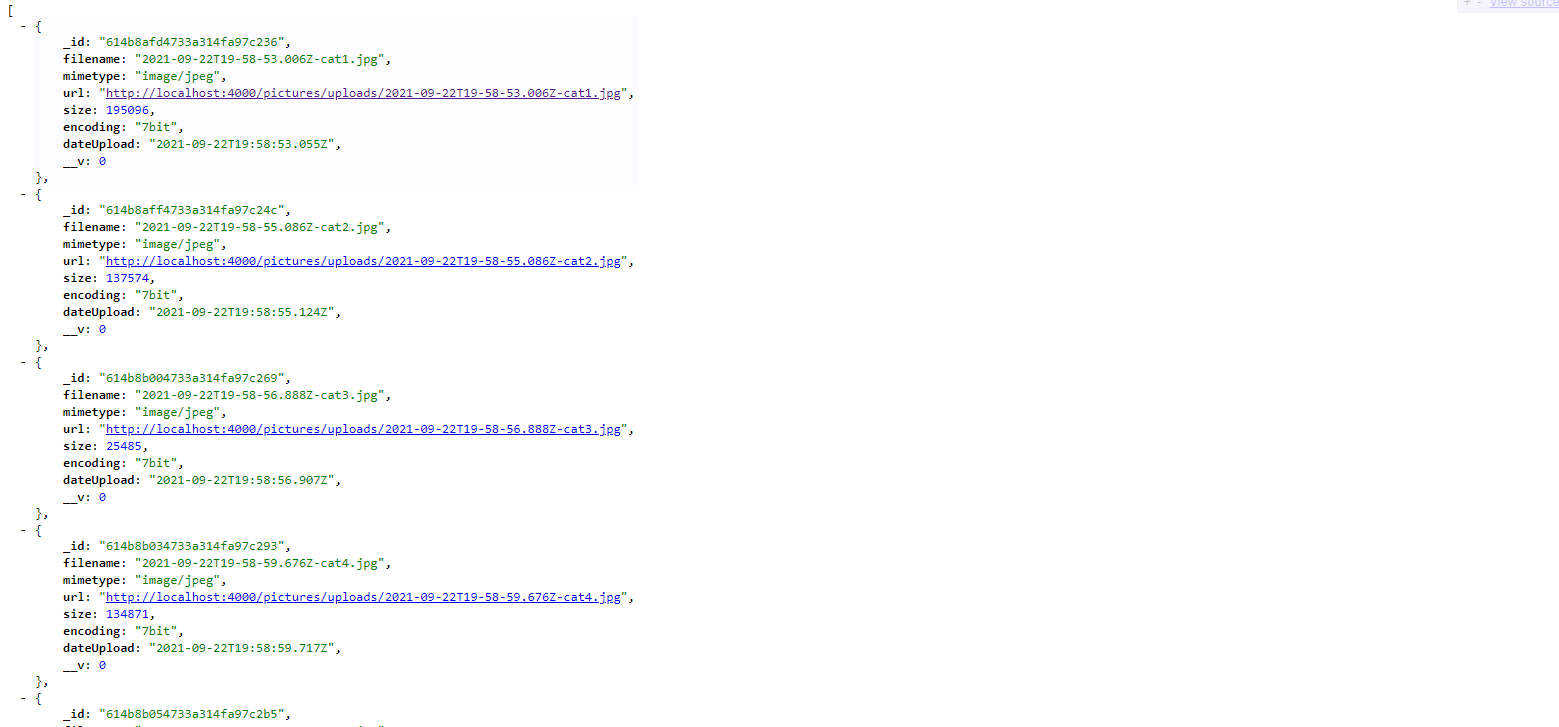 + - View source
[
- {
_id: "614b8afd4733a314fa97c236",
filename: "2021-09-22T19-58-53.006Z-cat1.jpg",
mimetype: "image/jpeg",
url: "http://localhost:4000/pictures/uploads/2021-09-22T19-58-53.006Z-cat1.jpg",
size: 195096,
encoding: "7bit",
dateUpload: "2021-09-22T19:58:53.055Z",
__v: 0
},
- {
_id: "614b8aff4733a314fa97c24c",
filename: "2021-09-22T19-58-55.086Z-cat2.jpg",
mimetype: "image/jpeg",
url: "http://localhost:4000/pictures/uploads/2021-09-22T19-58-55.086Z-cat2.jpg",
size: 137574,
encoding: "7bit",
dateUpload: "2021-09-22T19:58:55.124Z",
__v: 0
},
- {
_id: "614b8b004733a314fa97c269",
filename: "2021-09-22T19-58-56.888Z-cat3.jpg",
mimetype: "image/jpeg",
url: "http://localhost:4000/pictures/uploads/2021-09-22T19-58-56.888Z-cat3.jpg",
size: 25485,
encoding: "7bit",
dateUpload: "2021-09-22T19:58:56.907Z",
__v: 0
},
- {
_id: "614b8b034733a314fa97c293",
filename: "2021-09-22T19-58-59.676Z-cat4.jpg",
mimetype: "image/jpeg",
url: "http://localhost:4000/pictures/uploads/2021-09-22T19-58-59.676Z-cat4.jpg",
size: 134871,
encoding: "7bit",
dateUpload: "2021-09-22T19:58:59.717Z",
__v: 0
},
- {
_id: "614b8b054733a314fa97c2b5",